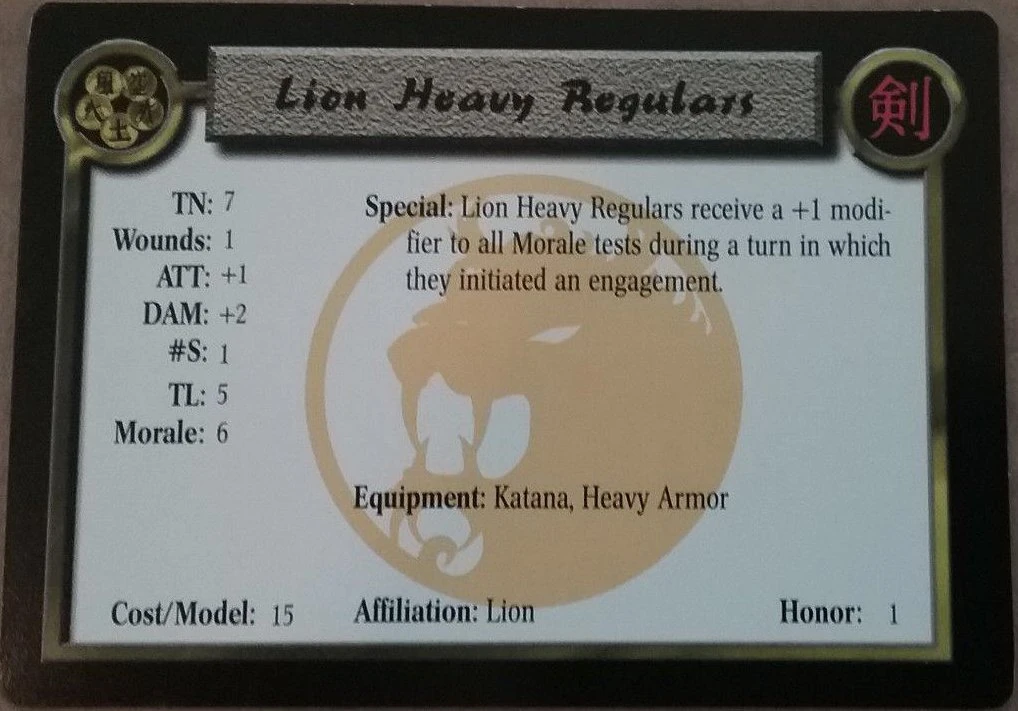 Lion Heavy Regulars
剣
TN: 7
Wounds: 1
ATT: +1
DAM: +2
#S: 1
TL: 5
Morale: 6
Special: Lion Heavy Regulars receive a +1 modi-
fier to all Morale tests during a turn in which
they initiated an engagement.
Equipment: Katana, Heavy Armor
Cost/Model: 15 Affiliation: Lion Honor: 1